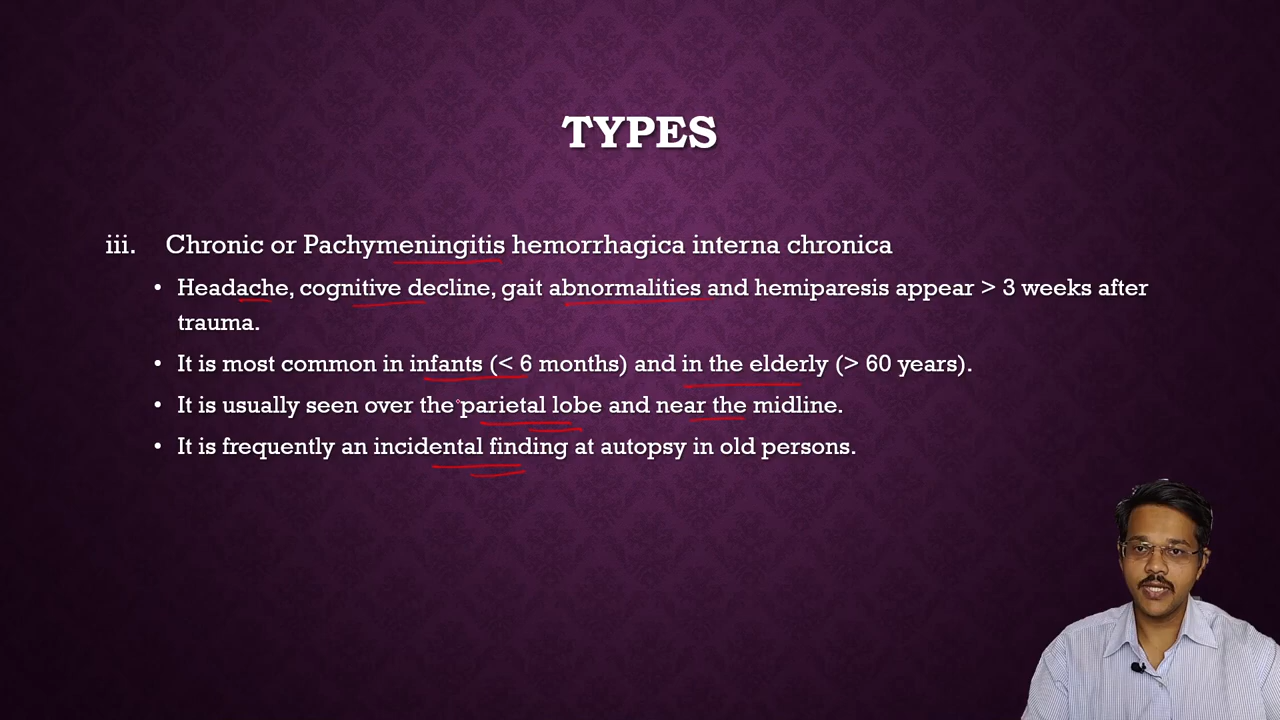 TYPES
iii. Chronic or Pachymeningitis hemorrhagica interna chronica
• Headache, cognitive decline, gait abnormalities and hemiparesis appear > 3 weeks after
trauma.
• It is most common in infants (< 6 months) and in the elderly (> 60 years).
• It is usually seen over the parietal lobe and near the midline.
• It is frequently an incidental finding at autopsy in old persons.